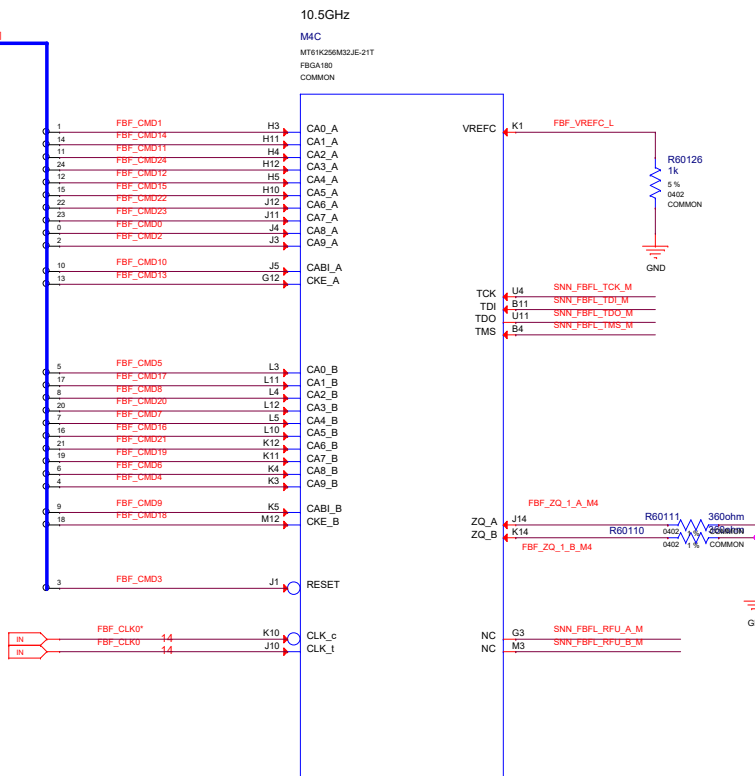 10.5GHz
M4C
MT61K256M32JE-21T
FBGA180
COMMON
1 FBF_CMD1 H3 CA0_A
14 FBF_CMD14 H11 CA1_A
11 FBF_CMD11 H4 CA2_A
24 FBF_CMD24 H12 CA3_A
12 FBF_CMD12 H5 CA4_A
15 FBF_CMD15 H10 CA5_A
22 FBF_CMD22 J12 CA6_A
23 FBF_CMD23 J11 CA7_A
0 FBF_CMD0 J4 CA8_A
2 FBF_CMD2 J3 CA9_A
10 FBF_CMD10 J5 CABI_A
13 FBF_CMD13 G12 CKE_A
VREFC K1 FBF_VREFC_L
R60126
1k
5 %
0402
COMMON
GND
TCK U4 SNN_FBFL_TCK_M
TDI B11 SNN_FBFL_TDI_M
TDO U11 SNN_FBFL_TDO_M
TMS B4 SNN_FBFL_TMS_M
5 FBF_CMD5 L3 CA0_B
17 FBF_CMD17 L11 CA1_B
8 FBF_CMD8 L4 CA2_B
20 FBF_CMD20 L12 CA3_B
7 FBF_CMD7 L5 CA4_B
16 FBF_CMD16 L10 CA5_B
21 FBF_CMD21 K12 CA6_B
19 FBF_CMD19 K11 CA7_B
6 FBF_CMD6 K4 CA8_B
4 FBF_CMD4 K3 CA9_B
9 FBF_CMD9 K5 CABI_B
18 FBF_CMD18 M12 CKE_B
FBF_ZQ_1_A_M4
ZQ_A J14 R60111 360ohm
0402
ZQ_B K14 R60110
0402 1 % COMMON
FBF_ZQ_1_B_M4
3 FBF_CMD3 J1 RESET
IN FBF_CLK0* 14 K10 CLK_c
IN FBF_CLK0 14 J10 CLK_t
NC G3 SNN_FBFL_RFU_A_M
NC M3 SNN_FBFL_RFU_B_M